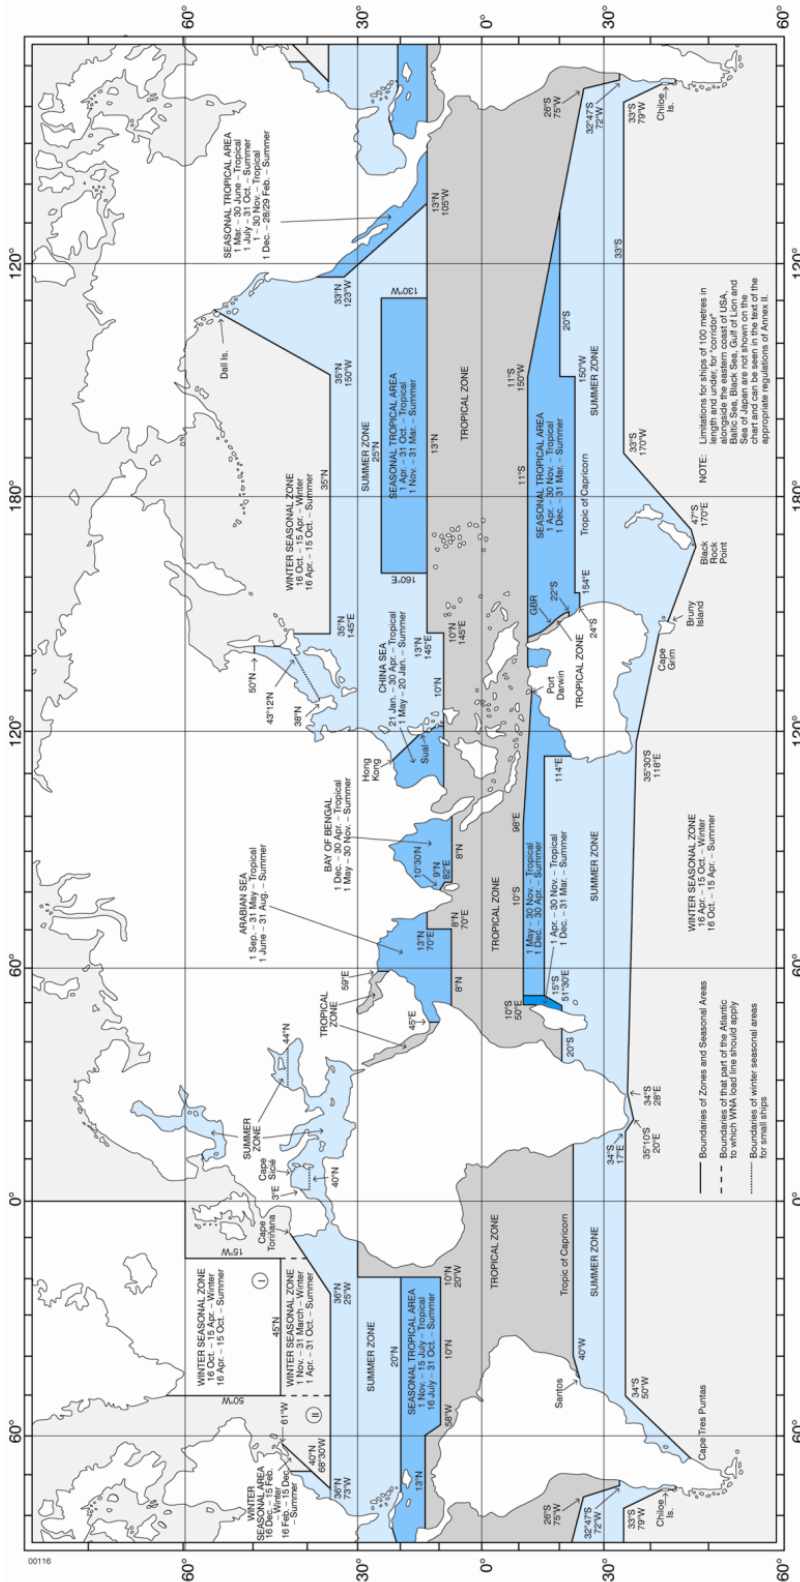 00116
60°
0°
60°
120°
180°
120°
60°
30°
0°
30°
60°
60°
30°
0°
30°
60°
WINTER
SEASONAL AREA
16 Dec. – 15 Feb.
– Winter
16 Feb. – 15 Dec.
– Summer
61°W
40°N
68°30'W
36°N
73°W
50°W
WINTER SEASONAL ZONE
16 Oct. – 15 Apr. – Winter
16 Apr. – 15 Oct. – Summer
I
45°N
WINTER SEASONAL ZONE
1 Nov. – 31 March – Winter
1 Apr. – 31 Oct. – Summer
II
15°W
Cape
Toriñana
36°N
25°W
SUMMER ZONE
20°N
SEASONAL TROPICAL AREA
1 Nov. – 15 July – Tropical
16 July – 31 Oct. – Summer
13°N
58°W
10°N
10°N
20°W
TROPICAL ZONE
Tropic of Capricorn
SUMMER ZONE
Santos
40°W
34°S
50°W
Cape Tres Puntas
26°S
75°W
32°47'S
72°W
33°S
79°W
Chiloe
Is.
3°E
Cape
Sicié
40°N
SUMMER
ZONE
44°N
TROPICAL
ZONE
59°E
45°E
ARABIAN SEA
1 Sep. – 31 May – Tropical
1 June – 31 Aug. – Summer
13°N
70°E
8°N
8°N
70°E
BAY OF BENGAL
1 Dec. – 30 Apr. – Tropical
1 May – 30 Nov. – Summer
10°30'N
9°N
82°E
8°N
Hong
Kong
Sual
CHINA SEA
21 Jan. – 30 Apr. – Tropical
1 May – 20 Jan. – Summer
10°N
50°N
43°12'N
38°N
35°N
145°E
13°N
145°E
10°N
145°E
TROPICAL ZONE
10°S
50°E
10°S
98°E
1 May – 30 Nov. – Tropical
1 Dec. – 30 Apr. – Summer
15°S
51°30'E
1 Apr. – 30 Nov. – Tropical
1 Dec. – 31 Mar. – Summer
20°S
114°E
SUMMER ZONE
34°S
17°E
35°10'S
20°E
34°S
28°E
35°30'S
118°E
WINTER SEASONAL ZONE
16 Apr. – 15 Oct. – Winter
16 Oct. – 15 Apr. – Summer
Port
Darwin
TROPICAL
ZONE
GBR
22°S
24°S
154°E
Cape
Grim
Bruny
Island
Black
Rock
Point
47°S
170°E
WINTER SEASONAL ZONE
16 Oct. – 15 Apr. – Winter
16 Apr. – 15 Oct. – Summer
35°N
Dall Is.
35°N
150°W
SUMMER ZONE
25°N
160°E
SEASONAL TROPICAL AREA
1 Apr. – 31 Oct. – Tropical
1 Nov. – 31 Mar. – Summer
130°W
13°N
TROPICAL ZONE
11°S
11°S
150°W
SEASONAL TROPICAL AREA
1 Apr. – 30 Nov. – Tropical
1 Dec. – 31 Mar. – Summer
Tropic of Capricorn
20°S
150°W
SUMMER ZONE
33°S
170°W
33°S
SEASONAL TROPICAL AREA
1 Mar. – 30 June – Tropical
1 July – 31 Oct. – Summer
1 – 30 Nov. – Tropical
1 Dec. – 28/29 Feb. – Summer
33°N
123°W
13°N
105°W
26°S
75°W
32°47'S
72°W
33°S
79°W
Chiloe
Is.
Boundaries of Zones and Seasonal Areas
Boundaries of that part of the Atlantic
to which WNA load line should apply
Boundaries of winter seasonal areas
for small ships
NOTE: Limitations for ships of 100 metres in
length and under, for "corridor"
alongside the eastern coast of USA,
Baltic Sea, Black Sea, Gulf of Lion and
Sea of Japan are not shown on the
chart and can be seen in the text of the
appropriate regulations of Annex II.